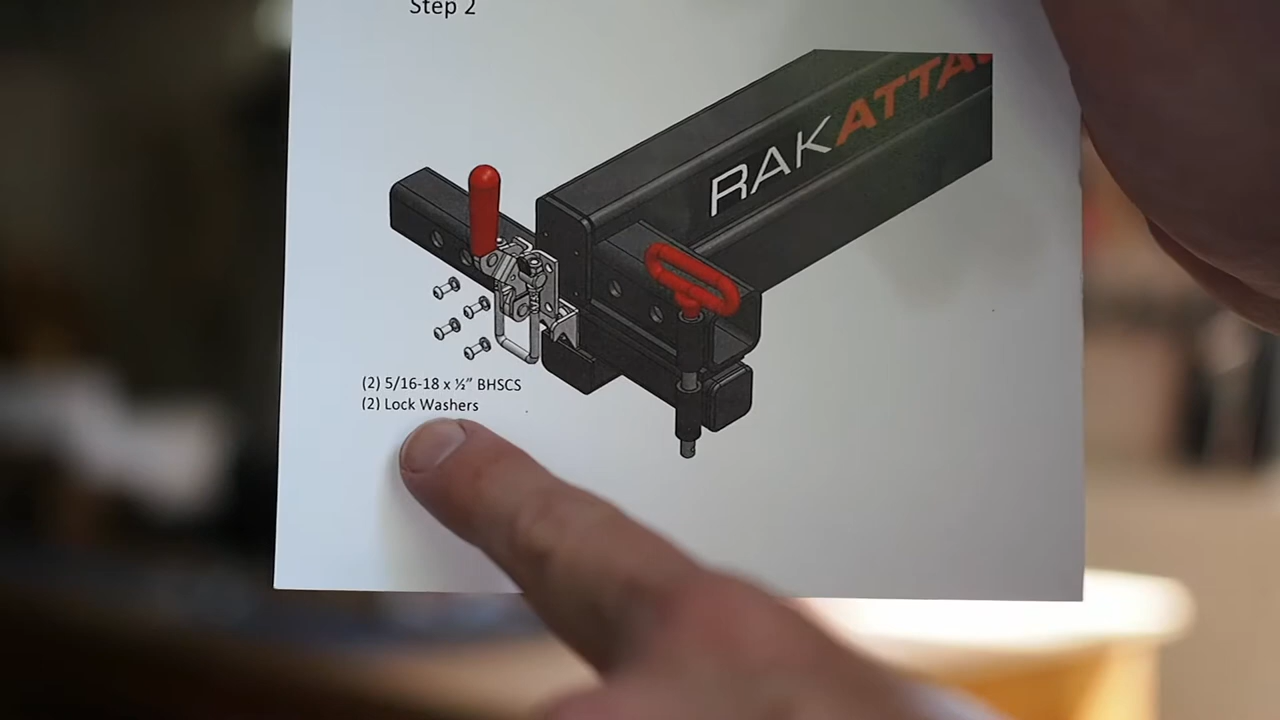 Step 2
RAKATTA
(2) 5/16-18 x ½” BHSCS
(2) Lock Washers